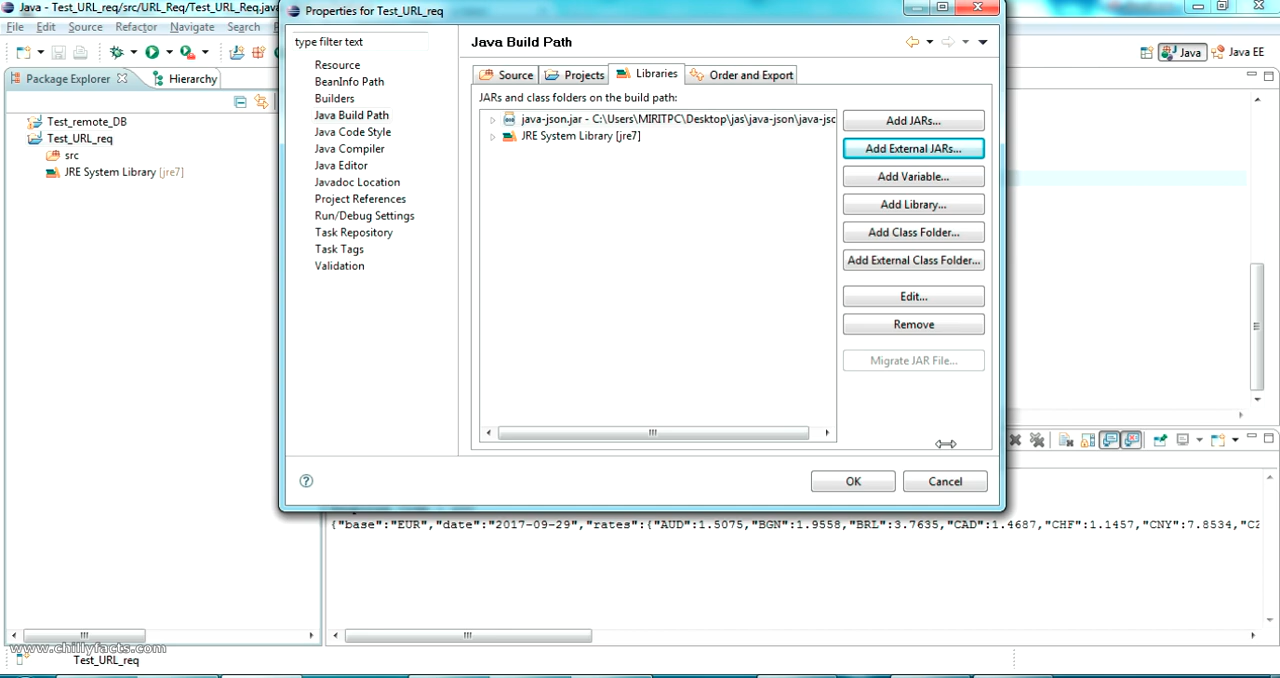 Java - Test_URL_req/src/URL_Req/Test_URL_Req.java
File Edit Source Refactor Navigate Search
Java Java EE
Package Explorer Hierarchy
Test_remote_DB
Test_URL_req
src
JRE System Library [jre7]
Properties for Test_URL_req
type filter text
Resource
BeanInfo Path
Builders
Java Build Path
Java Code Style
Java Compiler
Java Editor
Javadoc Location
Project References
Run/Debug Settings
Task Repository
Task Tags
Validation
Java Build Path
Source Projects Libraries Order and Export
JARs and class folders on the build path:
java-json.jar - C:\Users\MIRITPC\Desktop\jas\java-json\java-jsc
JRE System Library [jre7]
Add JARs...
Add External JARs...
Add Variable...
Add Library...
Add Class Folder...
Add External Class Folder...
Edit...
Remove
Migrate JAR File...
OK Cancel
{"base":"EUR","date":"2017-09-29","rates":{"AUD":1.5075,"BGN":1.9558,"BRL":3.7635,"CAD":1.4687,"CHF":1.1457,"CNY":7.8534,"CZ
www.chillyfacts.com
Test_URL_req